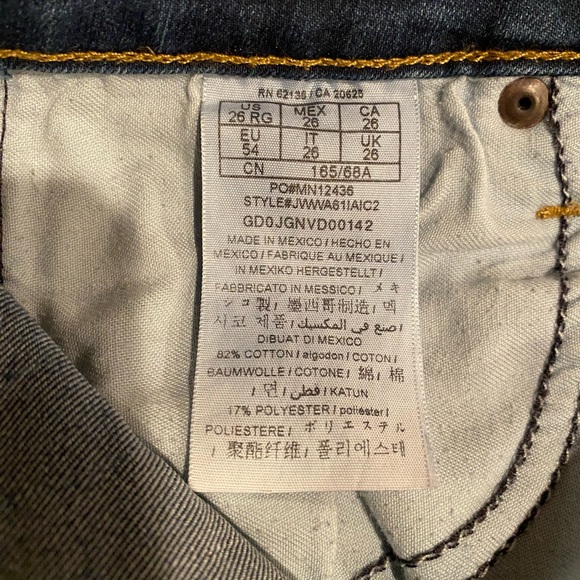 RN 62136 / CA 20625
US MEX CA
26 RG 26 26
EU IT UK
54 26 26
CN 165/68A
PO#MN12436
STYLE#JWWA61IAIC2
GD0JGNVD00142
MADE IN MEXICO / HECHO EN
MEXICO / FABRIQUE AU MEXIQUE /
IN MEXIKO HERGESTELLT /
FABBRICATO IN MESSICO / メキ
シコ製 / 墨西哥制造 / 멕
시코 제품 / صنع في المكسيك /
DIBUAT DI MEXICO
82% COTTON / algodon / COTON /
BAUMWOLLE / COTONE / 綿 / 棉
/ 면 / قطن / KATUN
17% POLYESTER / poliéster /
POLIESTERE / ポリエステル
/ 聚酯纤维 / 폴리에스테